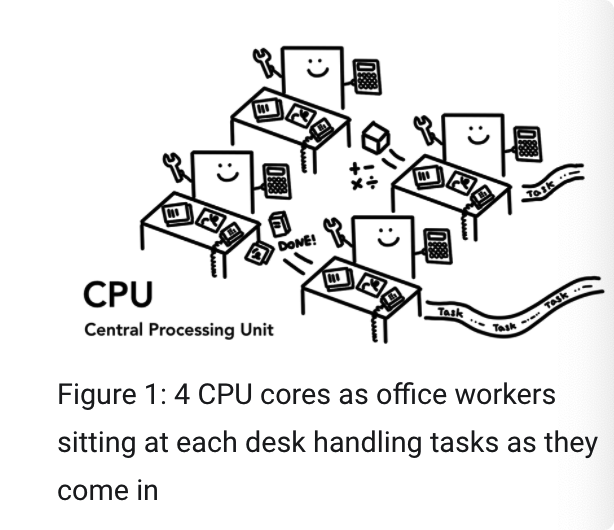 + -
× ÷
Task
DONE!
CPU
Central Processing Unit
Task ... Task ... Task ..
Figure 1: 4 CPU cores as office workers
sitting at each desk handling tasks as they
come in